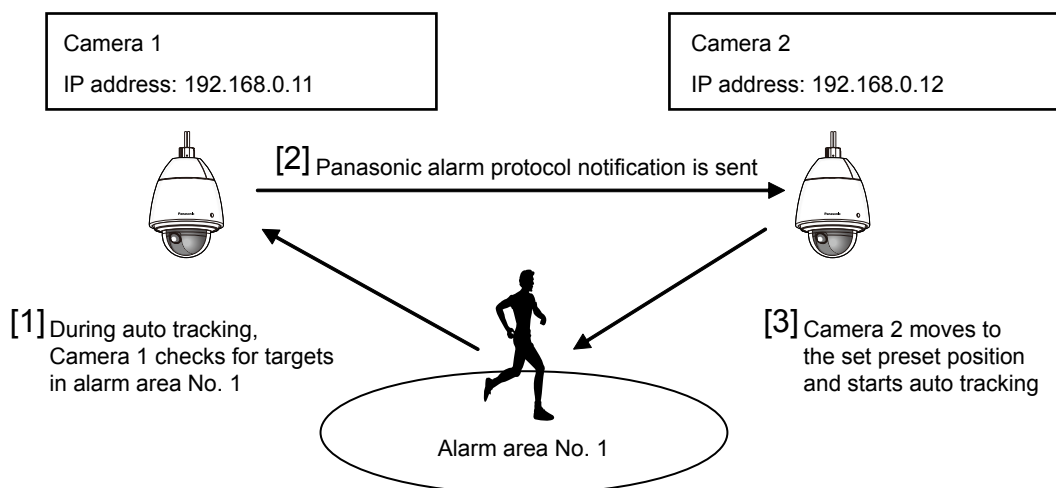 Camera 1
IP address: 192.168.0.11
Camera 2
IP address: 192.168.0.12
[2] Panasonic alarm protocol notification is sent
Panasonic
Panasonic
[1] During auto tracking,
Camera 1 checks for targets
in alarm area No. 1
[3] Camera 2 moves to
the set preset position
and starts auto tracking
Alarm area No. 1